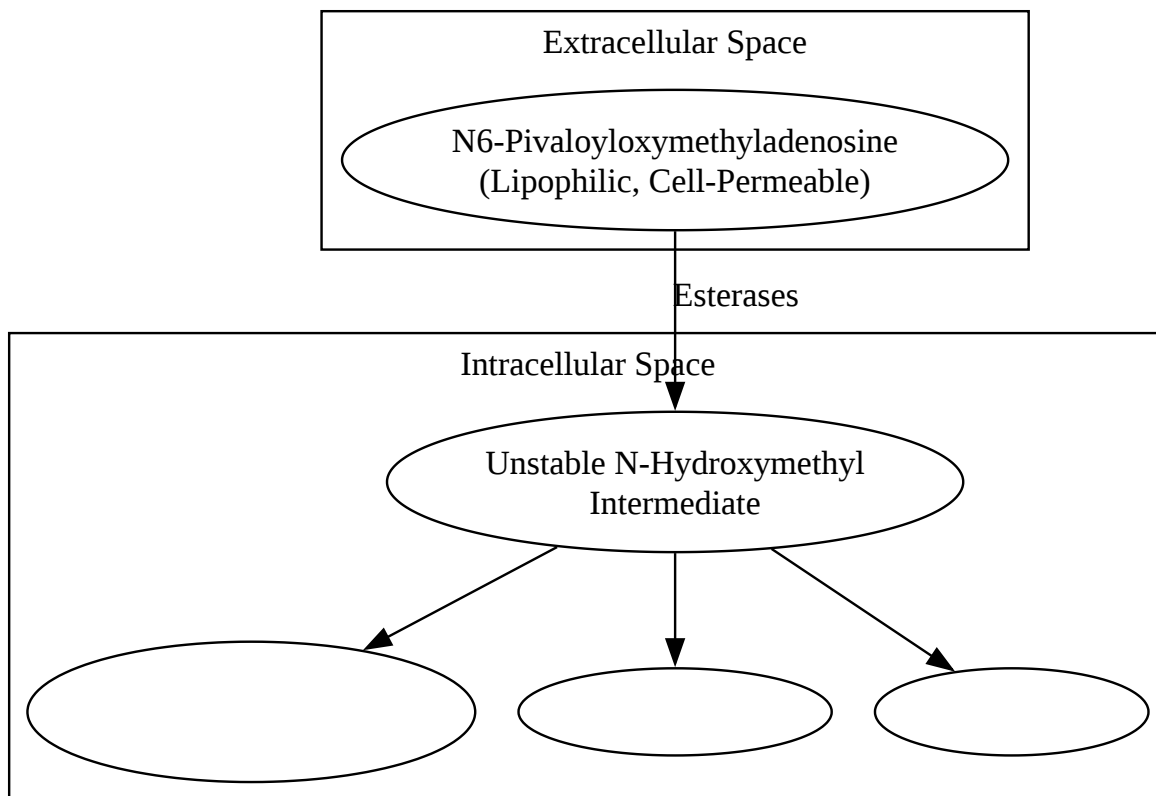 Extracellular Space
N6-Pivaloyloxymethyladenosine
(Lipophilic, Cell-Permeable)
Esterases
Intracellular Space
Unstable N-Hydroxymethyl
Intermediate